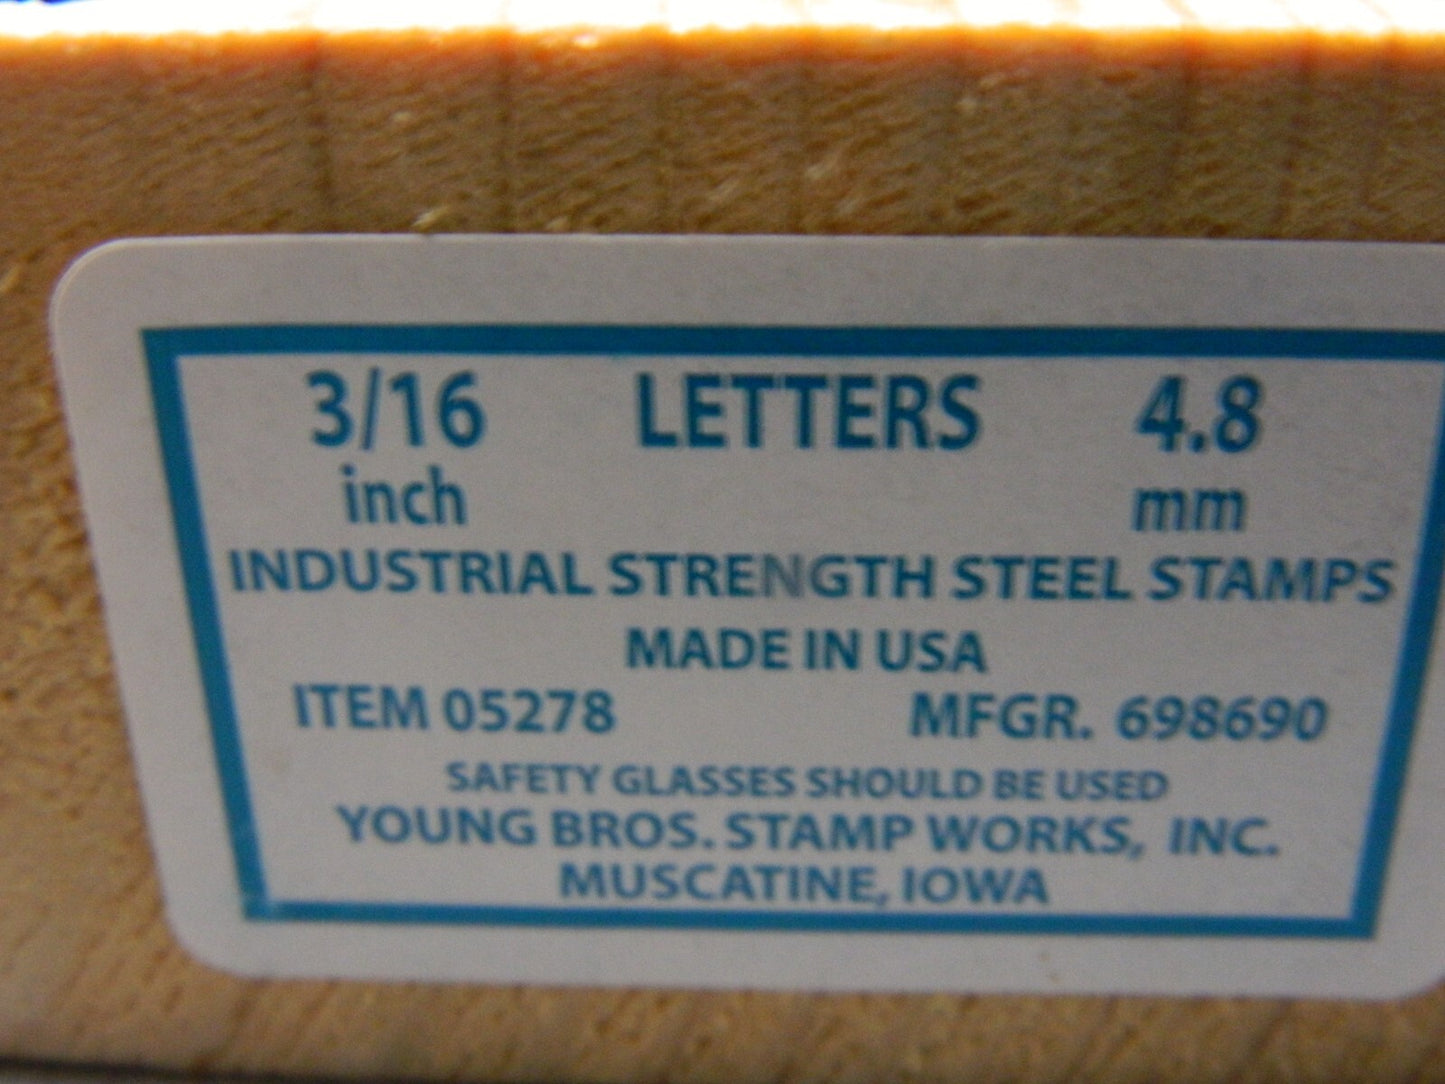 3/16 LETTERS 4.8
inch mm
INDUSTRIAL STRENGTH STEEL STAMPS
MADE IN USA
ITEM 05278 MFGR. 698690
SAFETY GLASSES SHOULD BE USED
YOUNG BROS. STAMP WORKS, INC.
MUSCATINE, IOWA